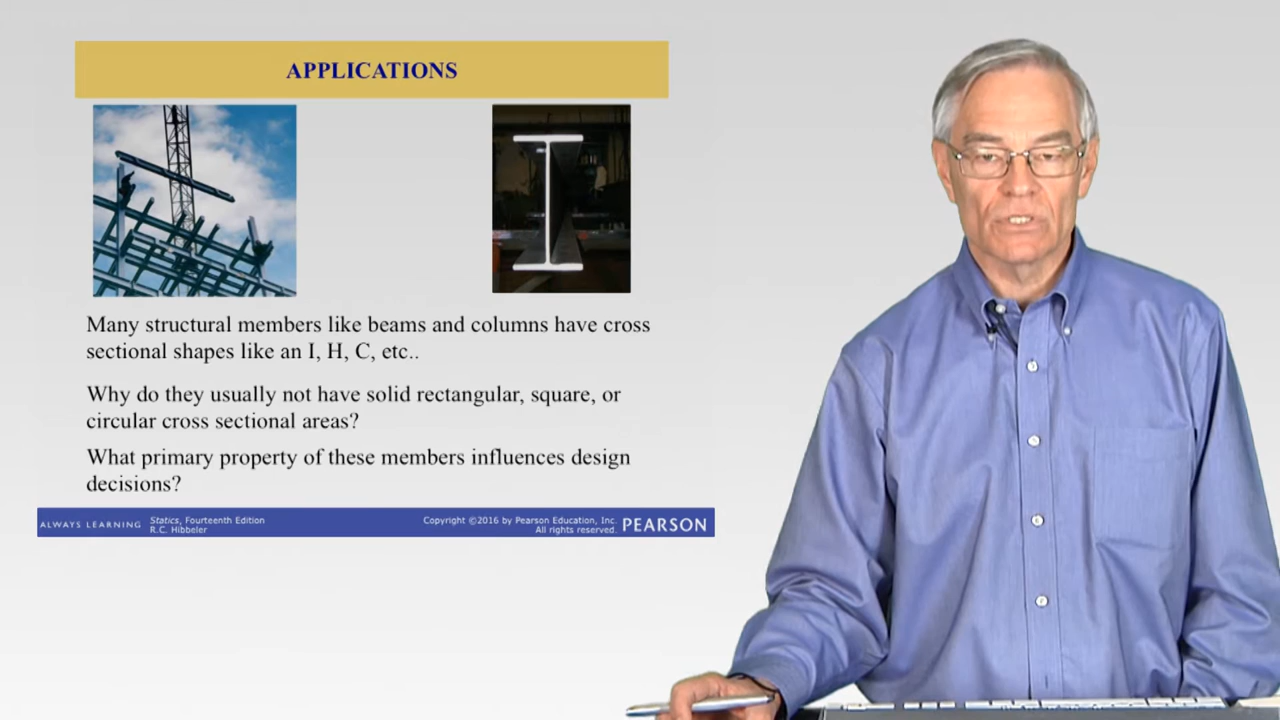 APPLICATIONS
Many structural members like beams and columns have cross
sectional shapes like an I, H, C, etc..
Why do they usually not have solid rectangular, square, or
circular cross sectional areas?
What primary property of these members influences design
decisions?
ALWAYS LEARNING
Statics, Fourteenth Edition
R.C. Hibbeler
Copyright ©2016 by Pearson Education, Inc.
All rights reserved.
PEARSON